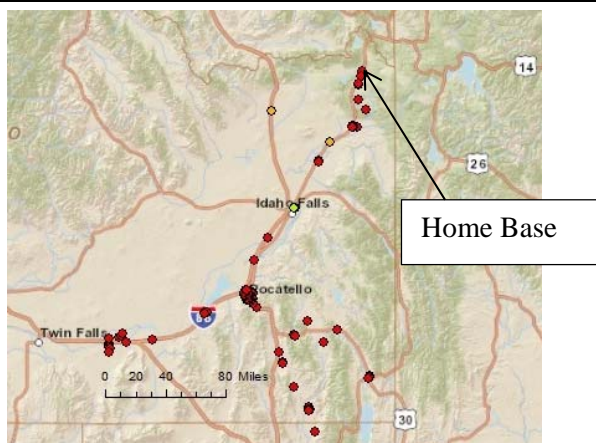 14
26
Idaho Falls
Home Base
Pocatello
Twin Falls
0 20 40 80 Miles
30